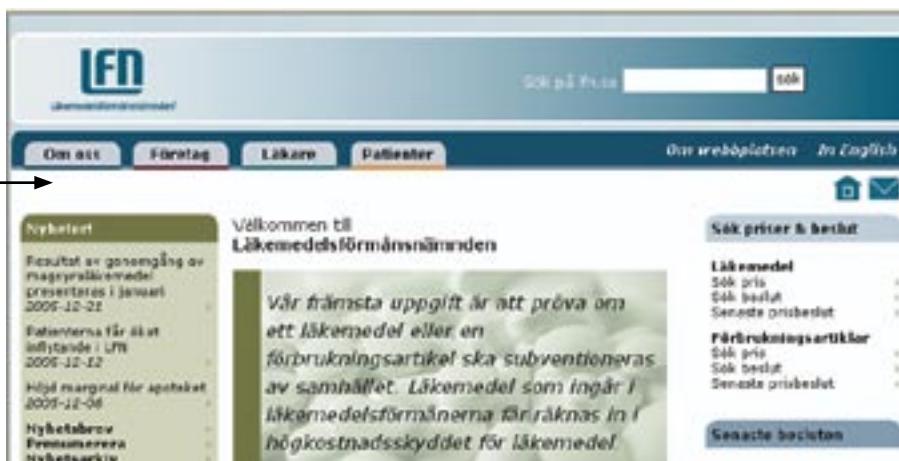 LFN
Läkemedelsförmånsnämnden
Sök på lfn.se
sök
Om oss
Företag
Läkare
Patienter
Om webbplatsen
In English
Nyheter!
Resultat av genomgång av
magsyraläkemedel
presenteras i januari
2005-12-21
Patienterna får ökat
inflytande i LFN
2005-12-12
Höjd marginal för apoteket
2005-12-06
Nyhetsbrev
Prenumerera
Nyhetsarkiv
Välkommen till
Läkemedelsförmånsnämnden
Vår främsta uppgift är att pröva om
ett läkemedel eller en
förbrukningsartikel ska subventioneras
av samhället. Läkemedel som ingår i
läkemedelsförmånerna får räknas in i
högkostnadsskyddet för läkemedel.
Sök priser & beslut
Läkemedel
Sök pris
Sök beslut
Senaste prisbeslut
Förbrukningsartiklar
Sök pris
Sök beslut
Senaste prisbeslut
Senaste besluten